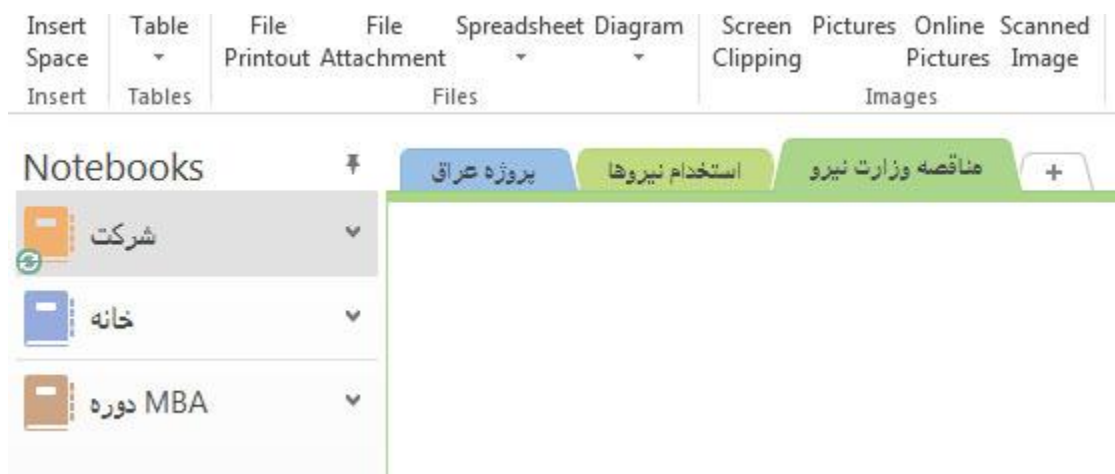 Insert Table File File Spreadsheet Diagram Screen Pictures Online Scanned
Space Printout Attachment Clipping Pictures Image
Insert Tables Files Images
Notebooks
پروژه عراق
استخدام نیروها
مناقصه وزارت نیرو
+
شرکت
خانه
دوره MBA